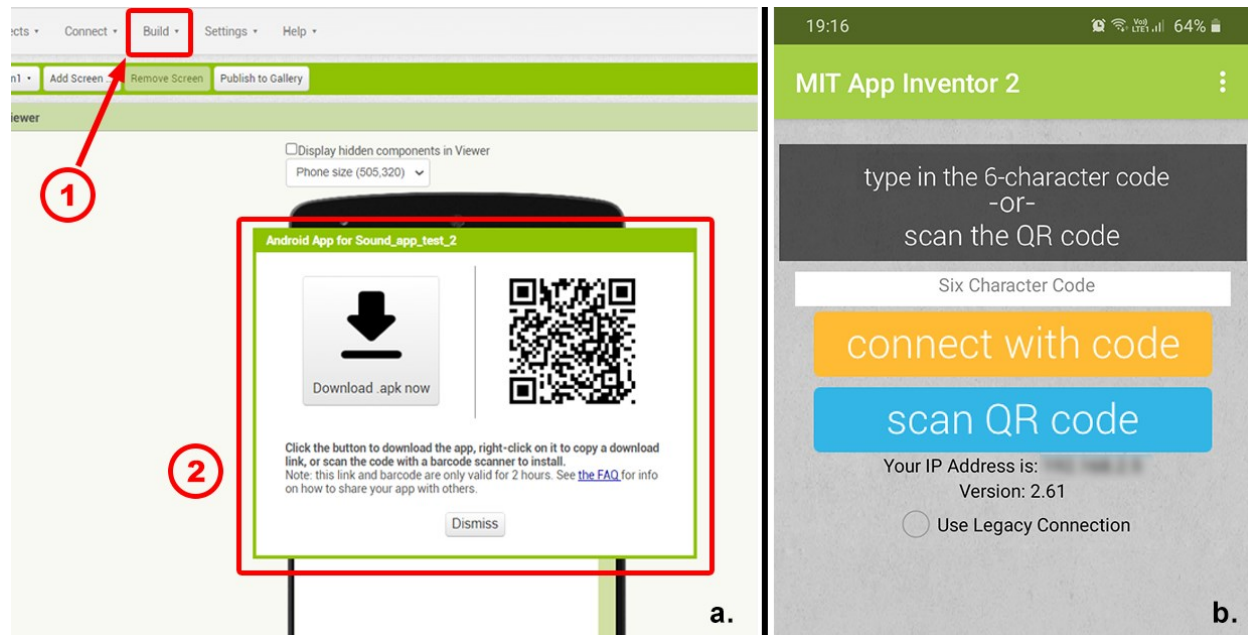 ects ▾ Connect ▾ Build ▾ Settings ▾ Help ▾
n1 ▾ Add Screen ... Remove Screen Publish to Gallery
iewer
Display hidden components in Viewer
Phone size (505,320)
1
Android App for Sound_app_test_2
Download .apk now
Click the button to download the app, right-click on it to copy a download
link, or scan the code with a barcode scanner to install.
Note: this link and barcode are only valid for 2 hours. See the FAQ for info
on how to share your app with others.
2
Dismiss
a.
19:16 Vo) LTE1 64%
MIT App Inventor 2
type in the 6-character code
-or-
scan the QR code
Six Character Code
connect with code
scan QR code
Your IP Address is:
Version: 2.61
Use Legacy Connection
b.